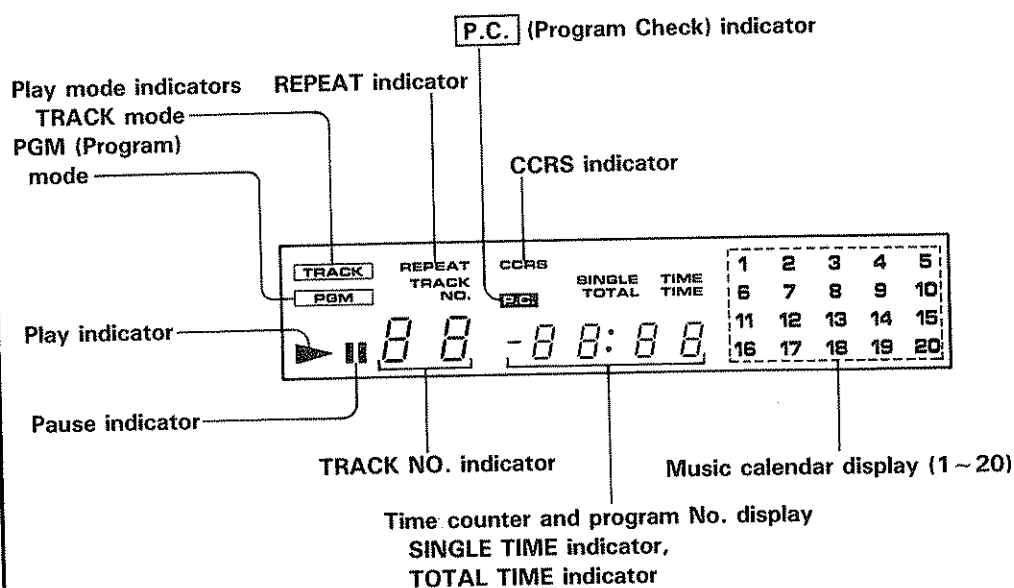 P.C. (Program Check) indicator
Play mode indicators
TRACK mode
PGM (Program)
mode
REPEAT indicator
CCRS indicator
TRACK
PGM
REPEAT
TRACK
NO.
CCRS
P.C.
SINGLE TIME
TOTAL TIME
1 2 3 4 5
6 7 8 9 10
11 12 13 14 15
16 17 18 19 20
8 8 -8 8:8 8
Play indicator
Pause indicator
TRACK NO. indicator
Music calendar display (1~20)
Time counter and program No. display
SINGLE TIME indicator,
TOTAL TIME indicator